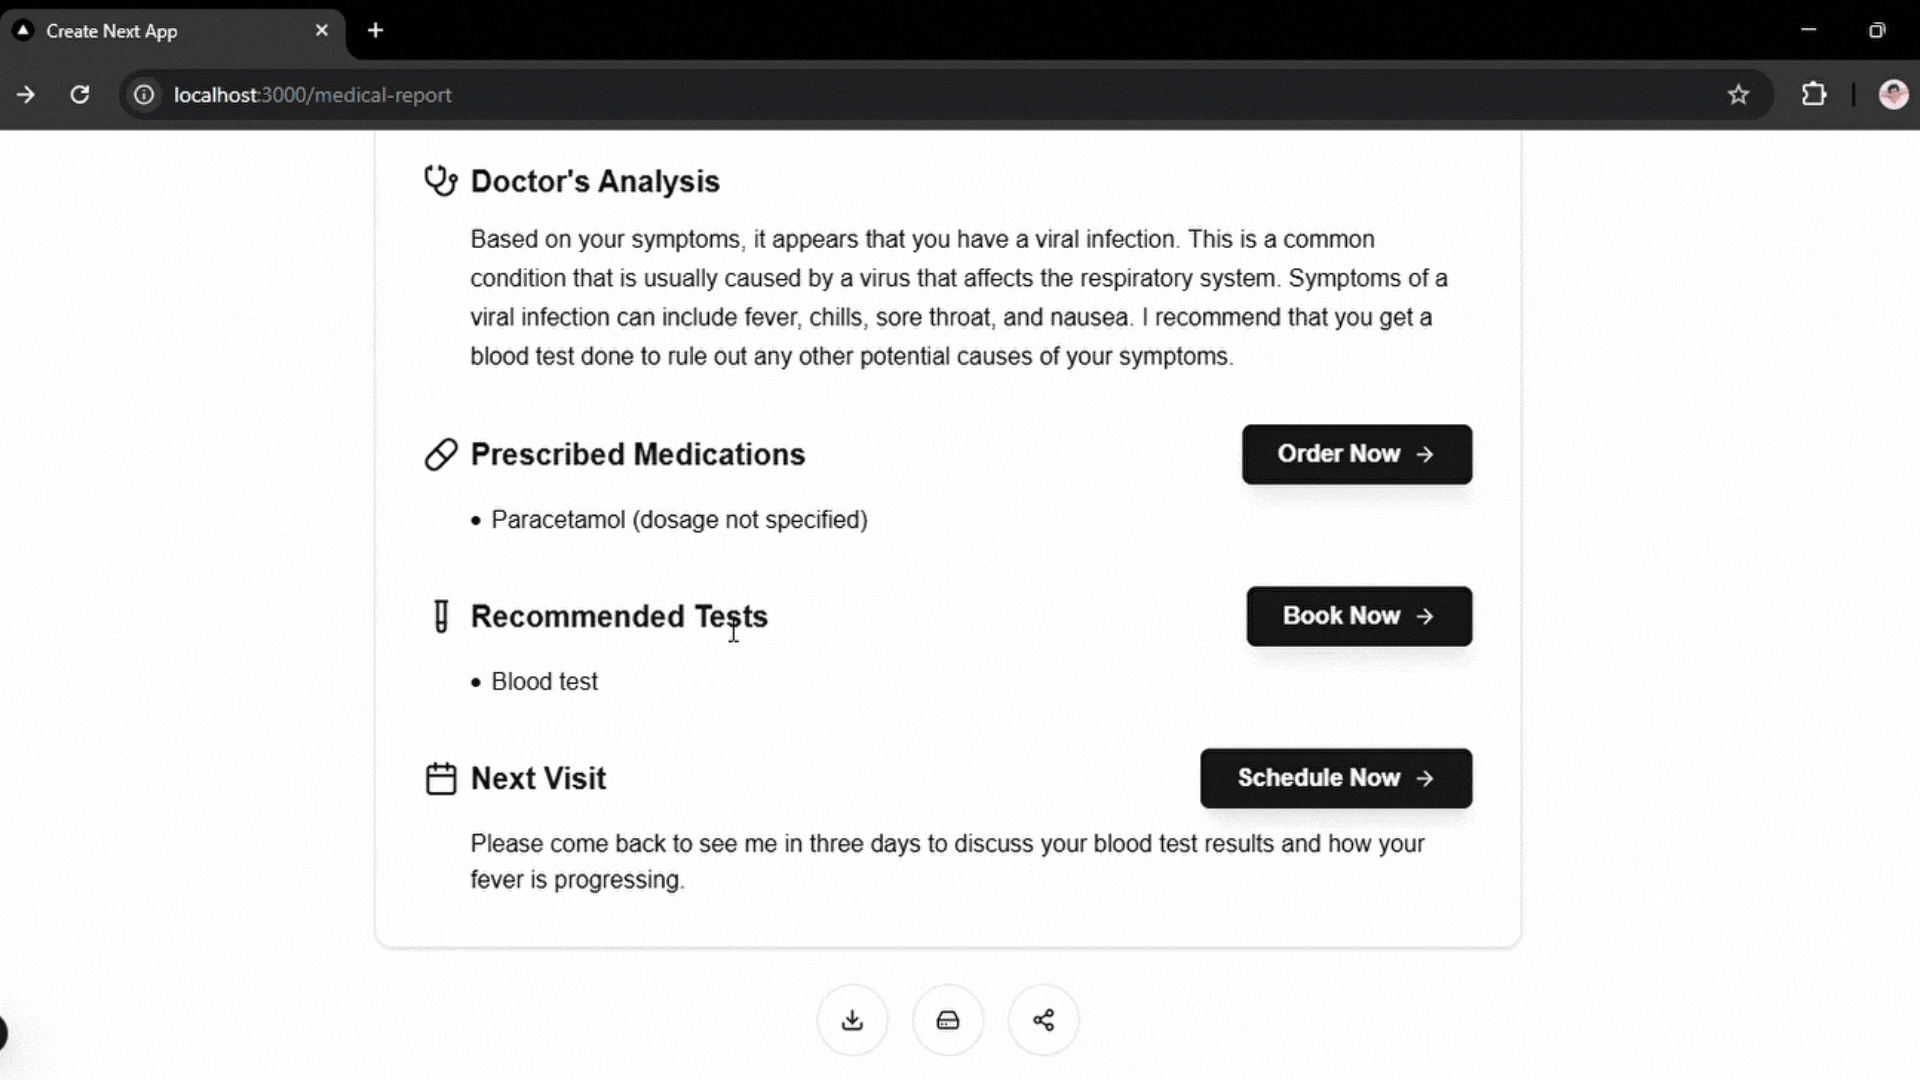 Create Next App
localhost:3000/medical-report
Doctor's Analysis
Based on your symptoms, it appears that you have a viral infection. This is a common
condition that is usually caused by a virus that affects the respiratory system. Symptoms of a
viral infection can include fever, chills, sore throat, and nausea. I recommend that you get a
blood test done to rule out any other potential causes of your symptoms.
Prescribed Medications
Order Now →
• Paracetamol (dosage not specified)
Recommended Tests
Book Now →
• Blood test
Next Visit
Schedule Now →
Please come back to see me in three days to discuss your blood test results and how your
fever is progressing.